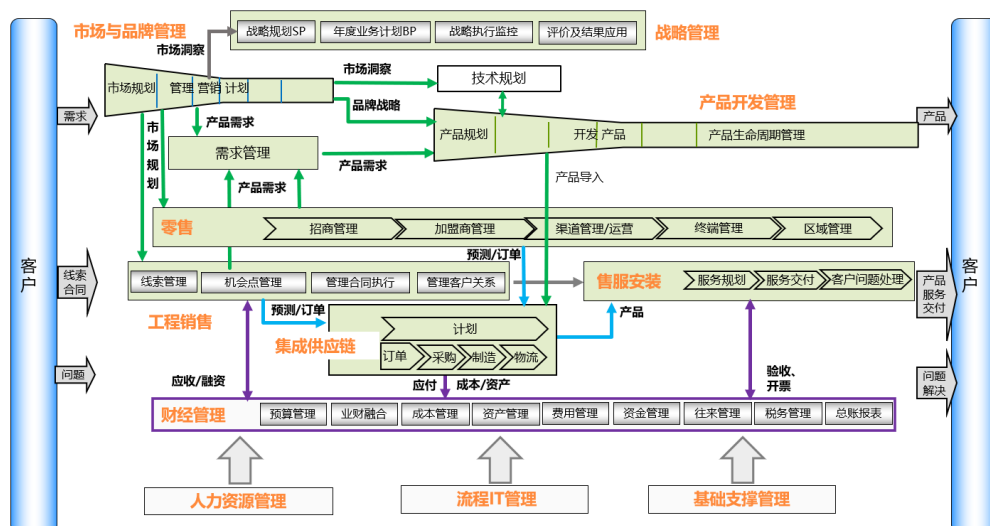 市场与品牌管理
战略规划SP
年度业务计划BP
战略执行监控
评价及结果应用
战略管理
市场洞察
市场规划
管理 营销 计划
市场洞察
技术规划
品牌战略
产品开发管理
需求
产品需求
产品规划
开发 产品
产品生命周期管理
产品
市场规划
需求管理
产品需求
产品需求
产品导入
零售
招商管理
加盟商管理
渠道管理/运营
终端管理
区域管理
预测/订单
客户
线索
合同
线索管理
机会点管理
管理合同执行
管理客户关系
售服安装
服务规划
服务交付
客户问题处理
产品
服务
交付
客户
工程销售
预测/订单
产品
集成供应链
计划
订单
采购
制造
物流
问题
应收/融资
应付
成本/资产
验收、
开票
问题
解决
财经管理
预算管理
业财融合
成本管理
资产管理
费用管理
资金管理
往来管理
税务管理
总账报表
人力资源管理
流程IT管理
基础支撑管理